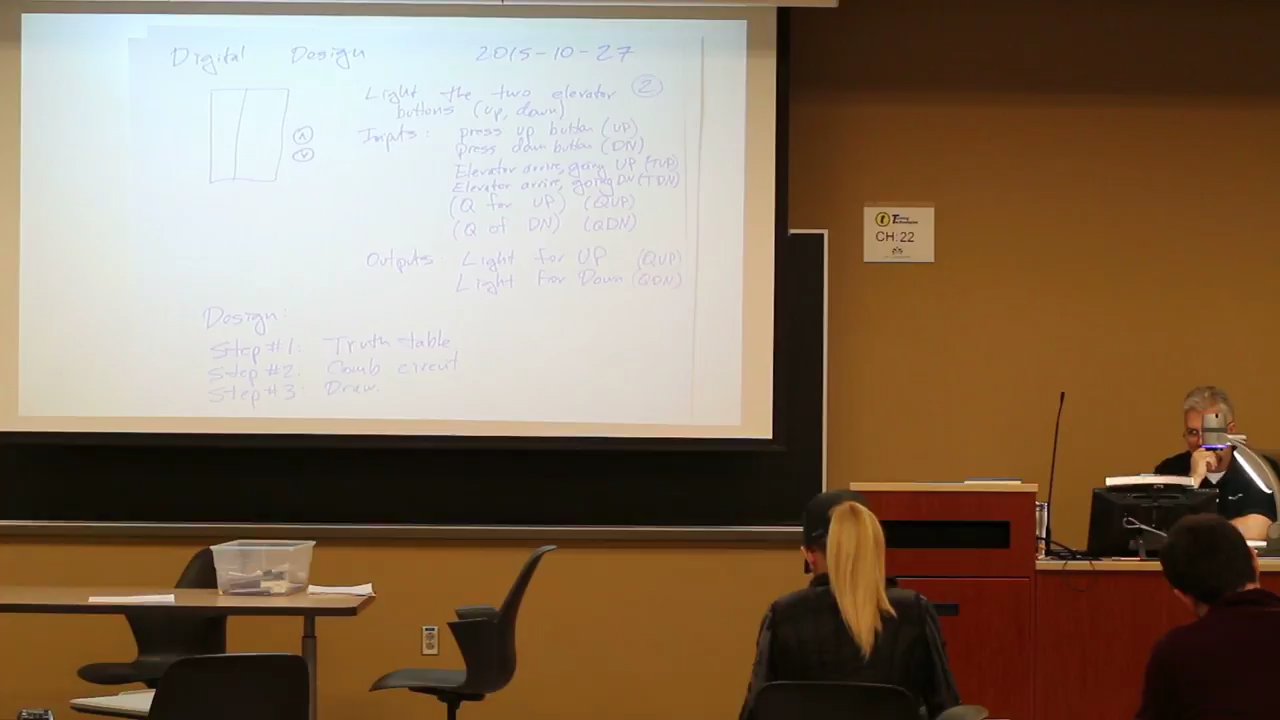 Digital Design 2015-10-27
Light the two elevator 2
buttons (up, down)
Inputs: press up button (UP)
press down button (DN)
Elevator arrive, going UP (TUP)
Elevator arrive, going DN (TDN)
(Q for UP) (QUP)
(Q of DN) (QDN)
Outputs: Light for UP (QUP)
Light for Down (QDN)
Design:
Step #1: Truth table
Step #2: Comb circuit
Step #3: Draw.
Turning
Technologies
CH:22